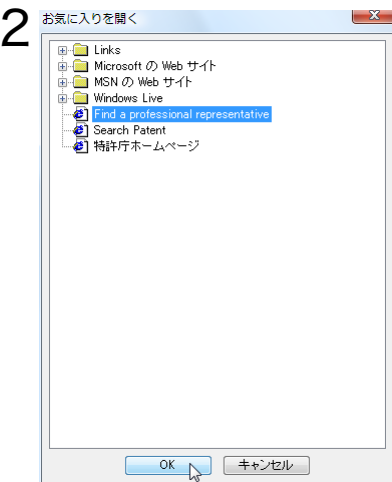 2
お気に入りを開く
Links
Microsoft の Web サイト
MSN の Web サイト
Windows Live
Find a professional representative
Search Patent
特許庁ホームページ
OK
キャンセル